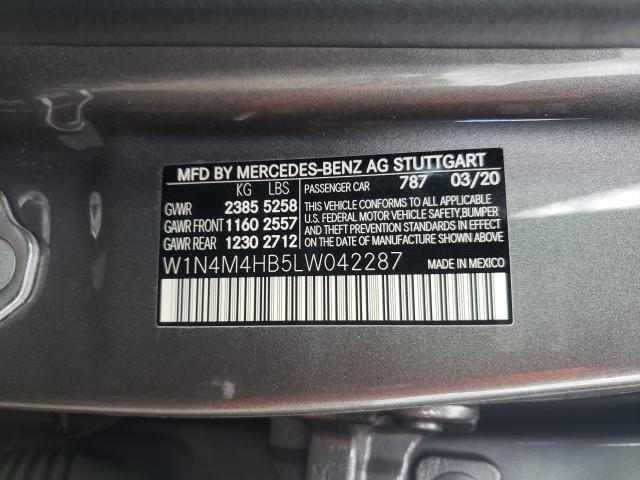 MFD BY MERCEDES-BENZ AG STUTTGART
KG LBS PASSENGER CAR 787 03/20
GVWR 2385 5258 THIS VEHICLE CONFORMS TO ALL APPLICABLE
GAWR FRONT 1160 2557 U.S. FEDERAL MOTOR VEHICLE SAFETY,BUMPER
GAWR REAR 1230 2712 AND THEFT PREVENTION STANDARDS IN EFFECT
ON THE DATE OF MANUFACTURE SHOWN ABOVE.
W1N4M4HB5LW042287 MADE IN MEXICO